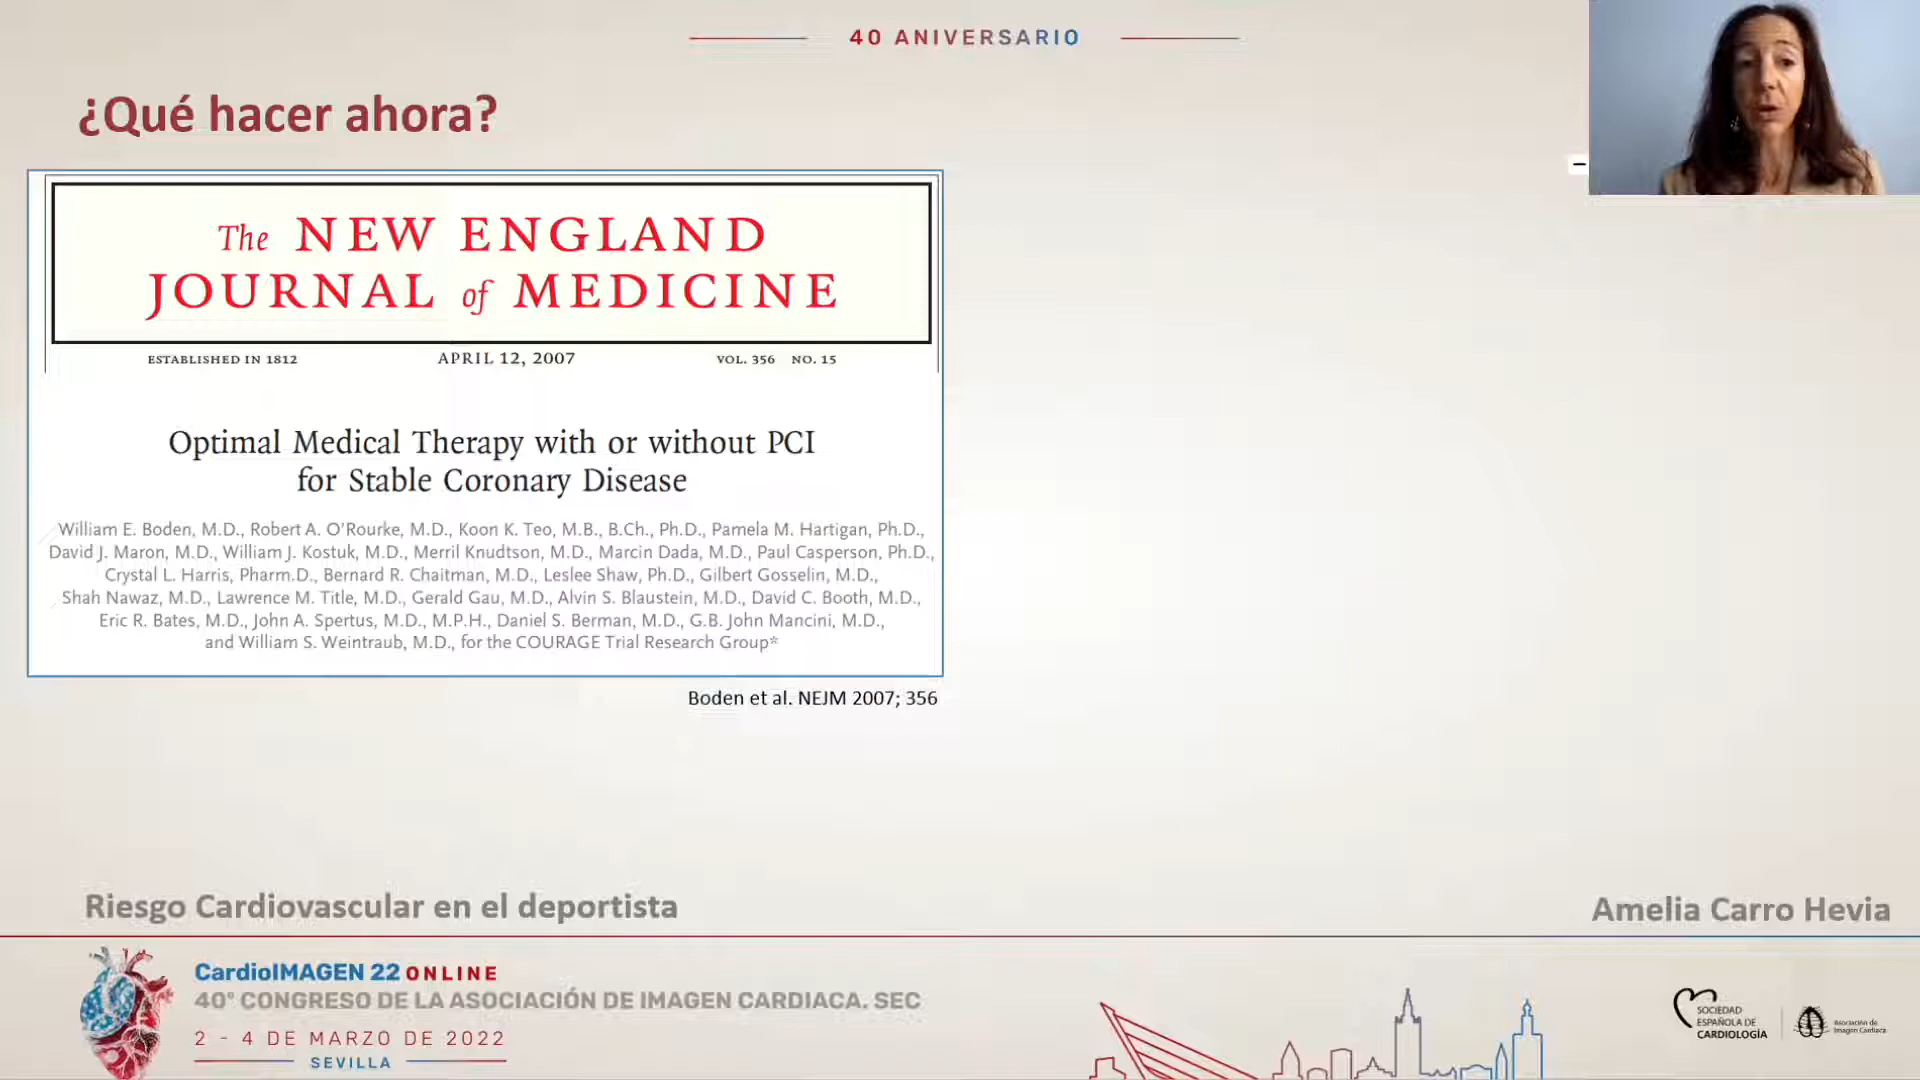 40 ANIVERSARIO
¿Qué hacer ahora?
The NEW ENGLAND
JOURNAL of MEDICINE
ESTABLISHED IN 1812 APRIL 12, 2007 VOL. 356 NO. 15
Optimal Medical Therapy with or without PCI
for Stable Coronary Disease
William E. Boden, M.D., Robert A. O'Rourke, M.D., Koon K. Teo, M.B., B.Ch., Ph.D., Pamela M. Hartigan, Ph.D.,
David J. Maron, M.D., William J. Kostuk, M.D., Merril Knudtson, M.D., Marcin Dada, M.D., Paul Casperson, Ph.D.,
Crystal L. Harris, Pharm.D., Bernard R. Chaitman, M.D., Leslee Shaw, Ph.D., Gilbert Gosselin, M.D.,
Shah Nawaz, M.D., Lawrence M. Title, M.D., Gerald Gau, M.D., Alvin S. Blaustein, M.D., David C. Booth, M.D.,
Eric R. Bates, M.D., John A. Spertus, M.D., M.P.H., Daniel S. Berman, M.D., G.B. John Mancini, M.D.,
and William S. Weintraub, M.D., for the COURAGE Trial Research Group*
Boden et al. NEJM 2007; 356
Riesgo Cardiovascular en el deportista
Amelia Carro Hevia
CardioIMAGEN 22 ONLINE
40º CONGRESO DE LA ASOCIACIÓN DE IMAGEN CARDIACA. SEC
2 - 4 DE MARZO DE 2022
SEVILLA
SOCIEDAD
ESPAÑOLA DE
CARDIOLOGÍA
Asociación de
Imagen Cardiaca